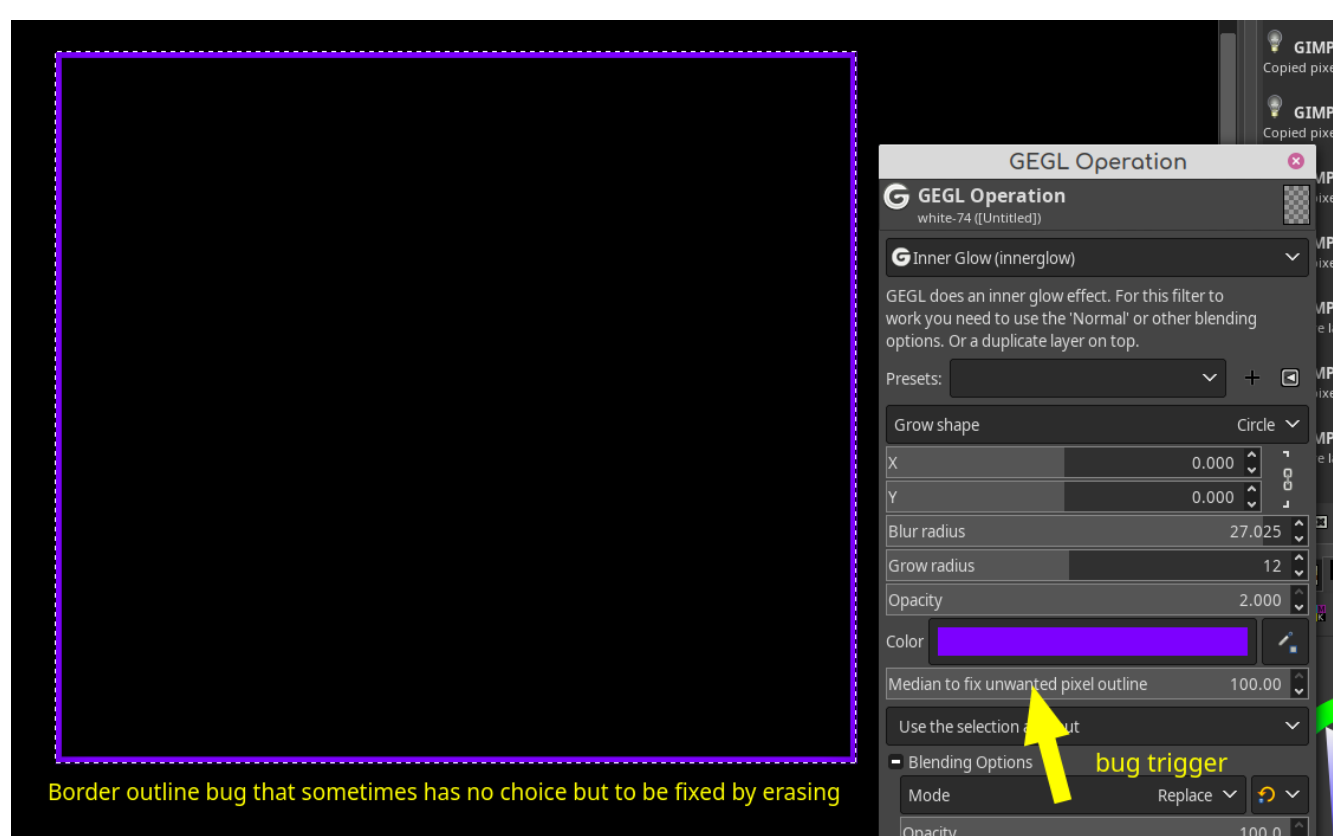 GIMP
Copied pixe
GIMP
Copied pixe
GEGL Operation
GEGL Operation
white-74 ([Untitled])
Inner Glow (innerglow)
GEGL does an inner glow effect. For this filter to
work you need to use the 'Normal' or other blending
options. Or a duplicate layer on top.
Presets:
Grow shape Circle
X 0.000
Y 0.000
Blur radius 27.025
Grow radius 12
Opacity 2.000
Color
Median to fix unwanted pixel outline 100.00
Use the selection
Blending Options
bug trigger
Mode Replace
Opacity 100.0
Border outline bug that sometimes has no choice but to be fixed by erasing